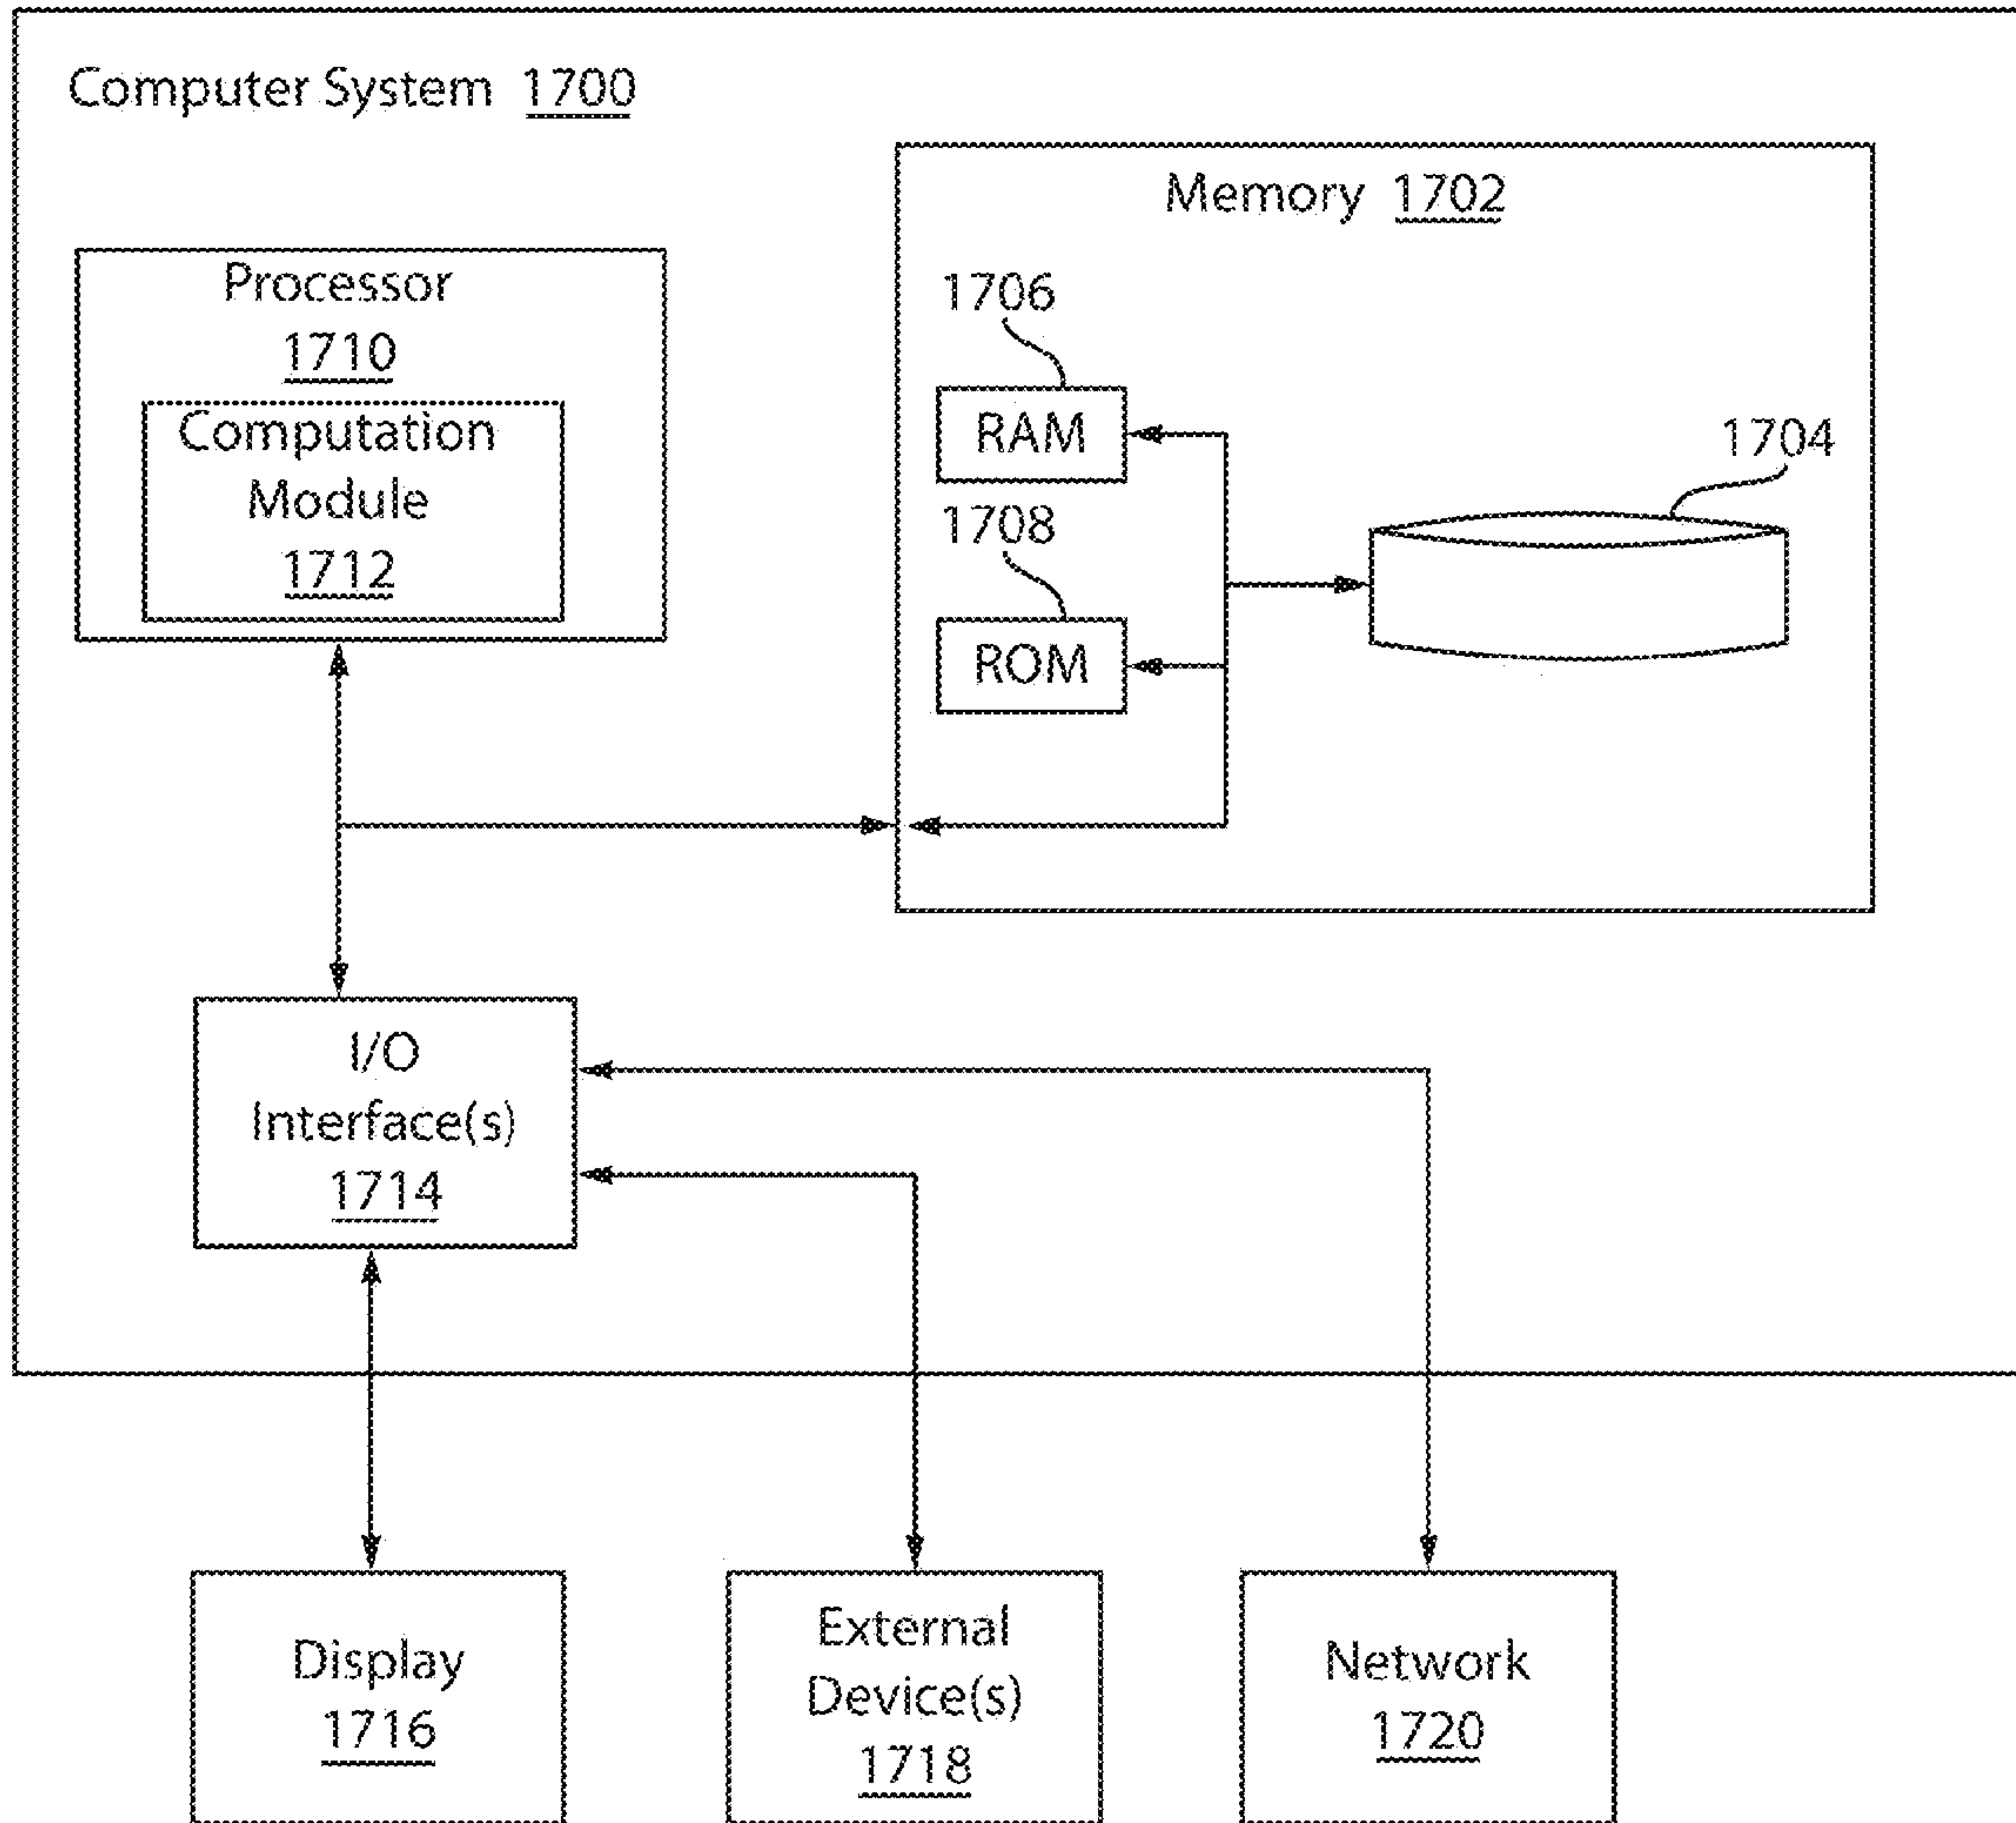 Computer System 1700
Memory 1702
Processor
1710
Computation
Module
1712
1706
RAM
1704
1708
ROM
I/O
Interface(s)
1714
Display
1716
External
Device(s)
1718
Network
1720